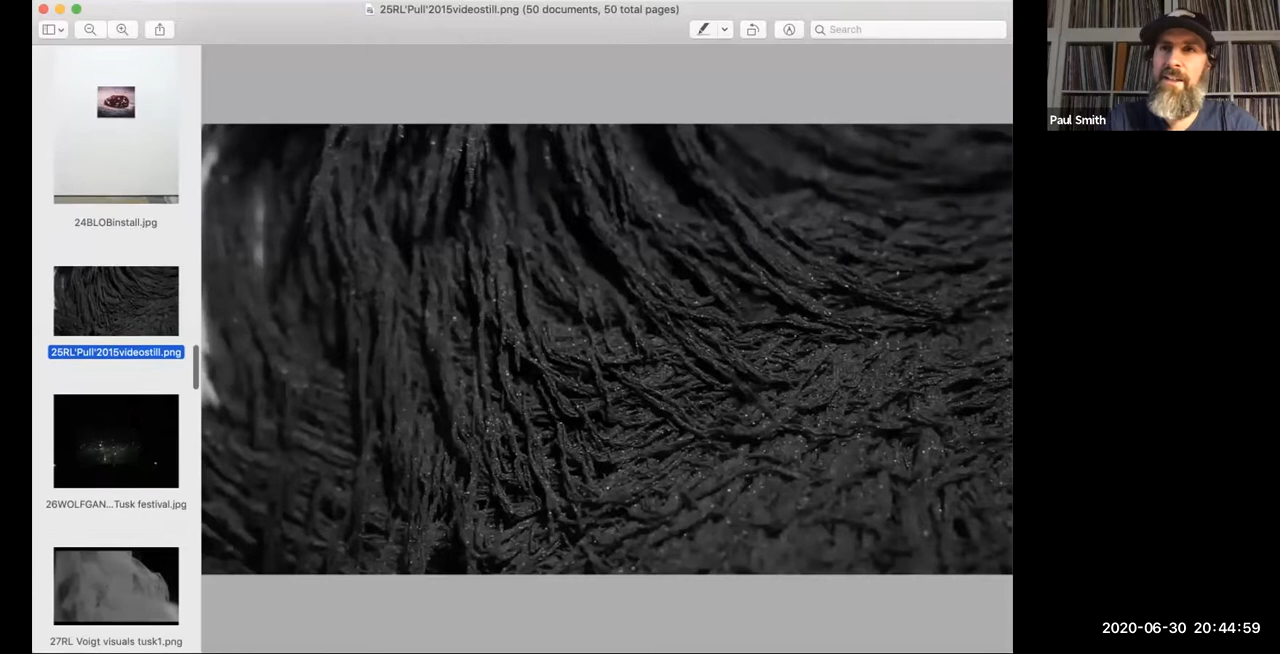 25RL'Pull'2015videostill.png (50 documents, 50 total pages)
Search
Paul Smith
24BLOBinstall.jpg
25RL'Pull'2015videostill.png
26WOLFGAN...Tusk festival.jpg
27RL Voigt visuals tusk1.png
2020-06-30 20:44:59